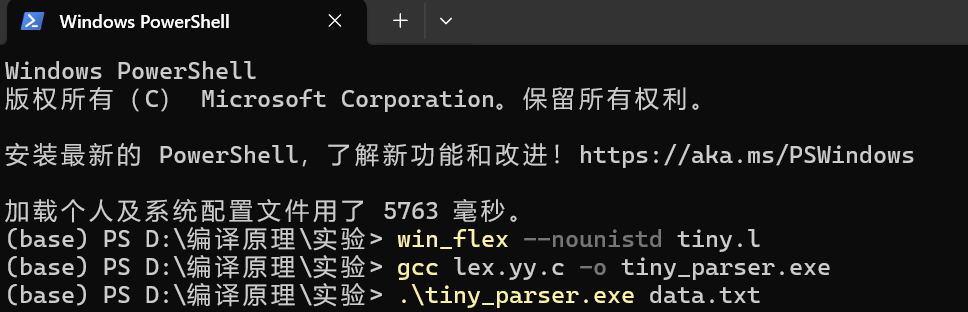 Windows PowerShell
Windows PowerShell
版权所有（C） Microsoft Corporation。保留所有权利。
安装最新的 PowerShell，了解新功能和改进！https://aka.ms/PSWindows
加载个人及系统配置文件用了 5763 毫秒。
(base) PS D:\编译原理\实验> win_flex --nounistd tiny.l
(base) PS D:\编译原理\实验> gcc lex.yy.c -o tiny_parser.exe
(base) PS D:\编译原理\实验> .\tiny_parser.exe data.txt